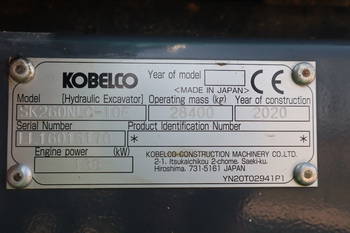 KOBELCO Year of model CE
<MADE IN JAPAN>
Model [Hydraulic Excavator] Operating mass (kg) Year of construction
28400 2020
Serial Number Product Identification Number
* *
Engine power (kW)
KOBELCO CONSTRUCTION MACHINERY CO.,LTD.
2-1, Itsukaichikou 2-chome, Saeki-ku,
Hiroshima, 731-5161 JAPAN
YN20T02941P1